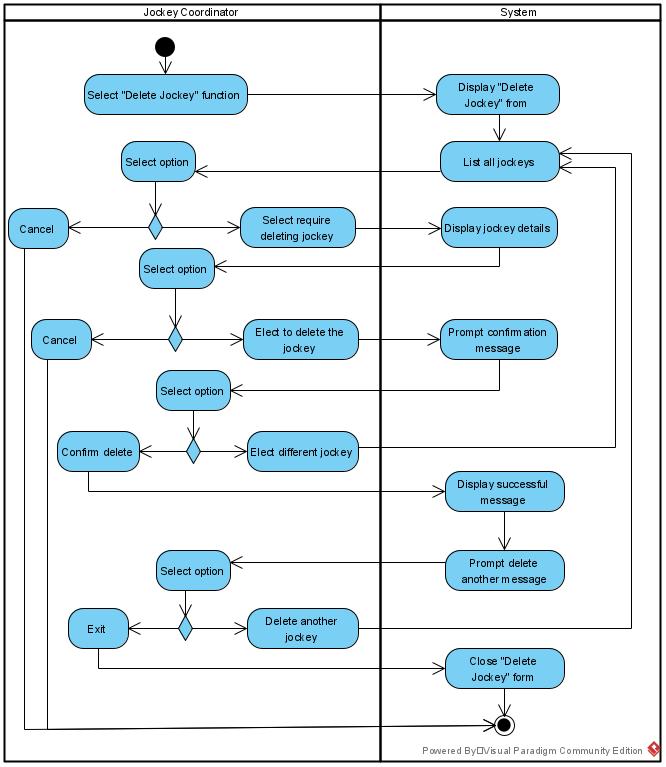 Jockey Coordinator
System
Select "Delete Jockey" function
Display "Delete
Jockey" from
Select option
List all jockeys
Cancel
Select require
deleting jockey
Display jockey details
Select option
Cancel
Elect to delete the
jockey
Prompt confirmation
message
Select option
Confirm delete
Elect different jockey
Display successful
message
Select option
Prompt delete
another message
Exit
Delete another
jockey
Close "Delete
Jockey" form
Powered By□Visual Paradigm Community Edition